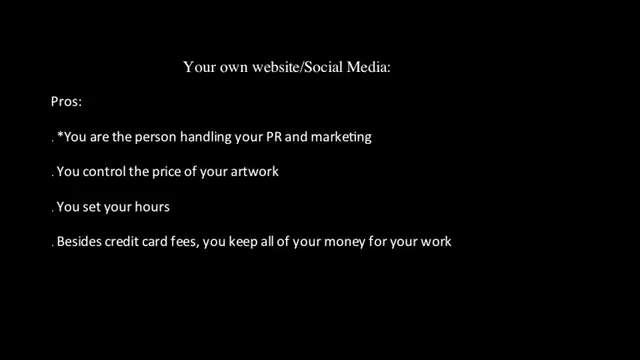 Your own website/Social Media:
Pros:
. *You are the person handling your PR and marketing
. You control the price of your artwork
. You set your hours
. Besides credit card fees, you keep all of your money for your work